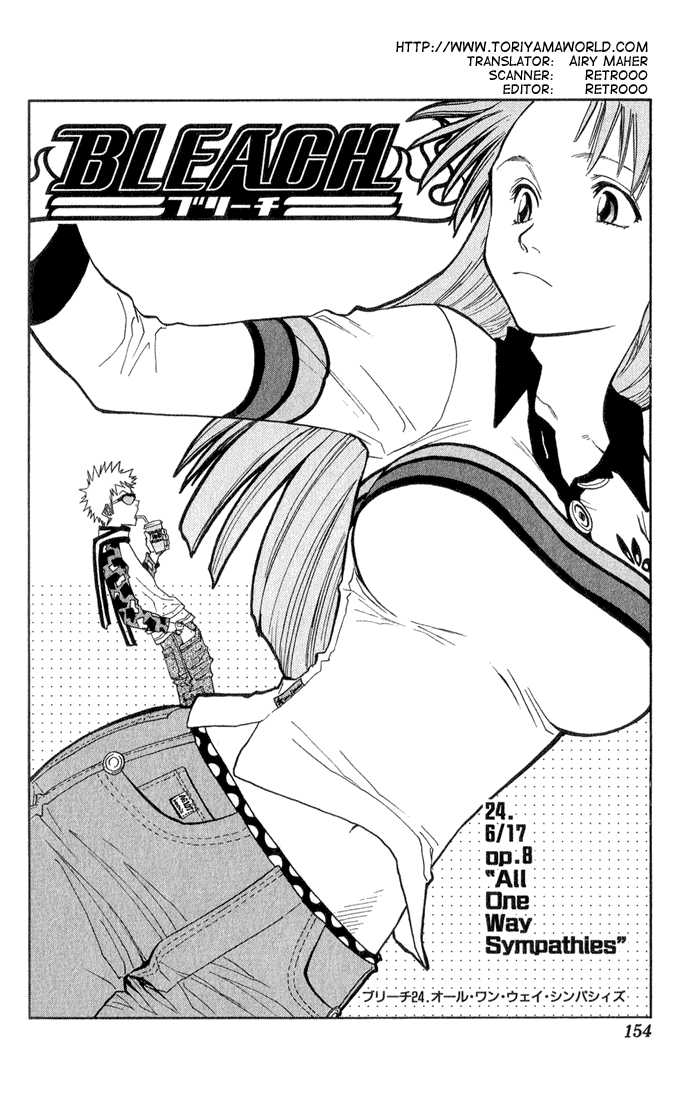 HTTP://WWW.TORIYAMAWORLD.COM
TRANSLATOR: AIRY MAHER
SCANNER: RETROOO
EDITOR: RETROOO
BLEACH
ブリーチ
24.
6/17
op.8
"All
One
Way
Sympathies"
ブリーチ24.オール・ワン・ウェイ・シンパシィズ
154